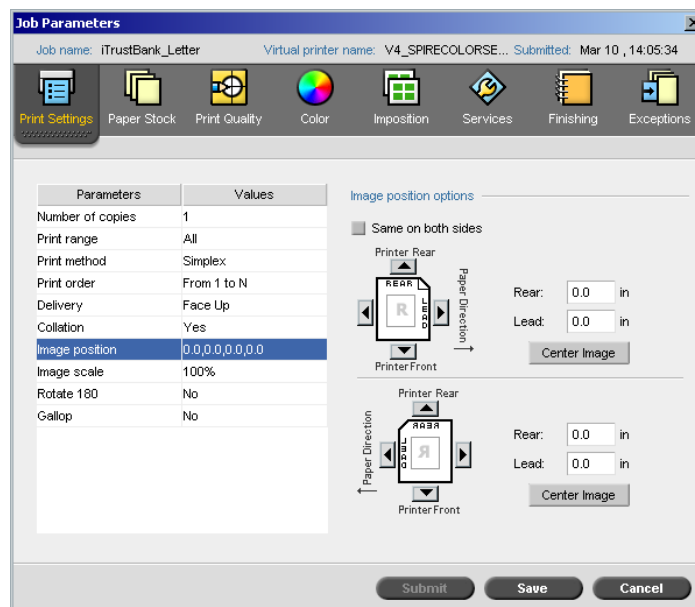 Job Parameters
Job name: iTrustBank_Letter Virtual printer name: V4_SPIRECOLORSE... Submitted: Mar 10 , 14:05:34
Print Settings Paper Stock Print Quality Color Imposition Services Finishing Exceptions
Parameters Values
Number of copies 1
Print range All
Print method Simplex
Print order From 1 to N
Delivery Face Up
Collation Yes
Image position 0.0,0.0,0.0,0.0
Image scale 100%
Rotate 180 No
Gallop No
Image position options
Same on both sides
Printer Rear
REAR
LEAD
R
Paper Direction
Printer Front
Rear: 0.0 in
Lead: 0.0 in
Center Image
Printer Rear
REAR
LEAD
R
Paper Direction
Printer Front
Rear: 0.0 in
Lead: 0.0 in
Center Image
Submit Save Cancel